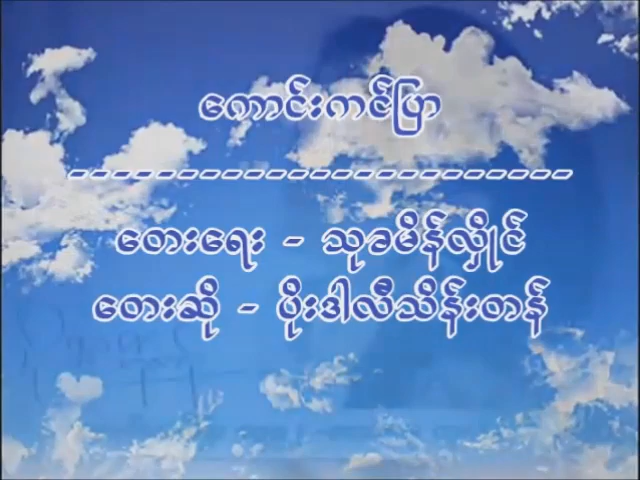 ကောင်းကင်ပြာ
------------------------
တေးရေး - သုခမိန်လှိုင်
တေးဆို - ပိုးဒါလီသိန်းတန်